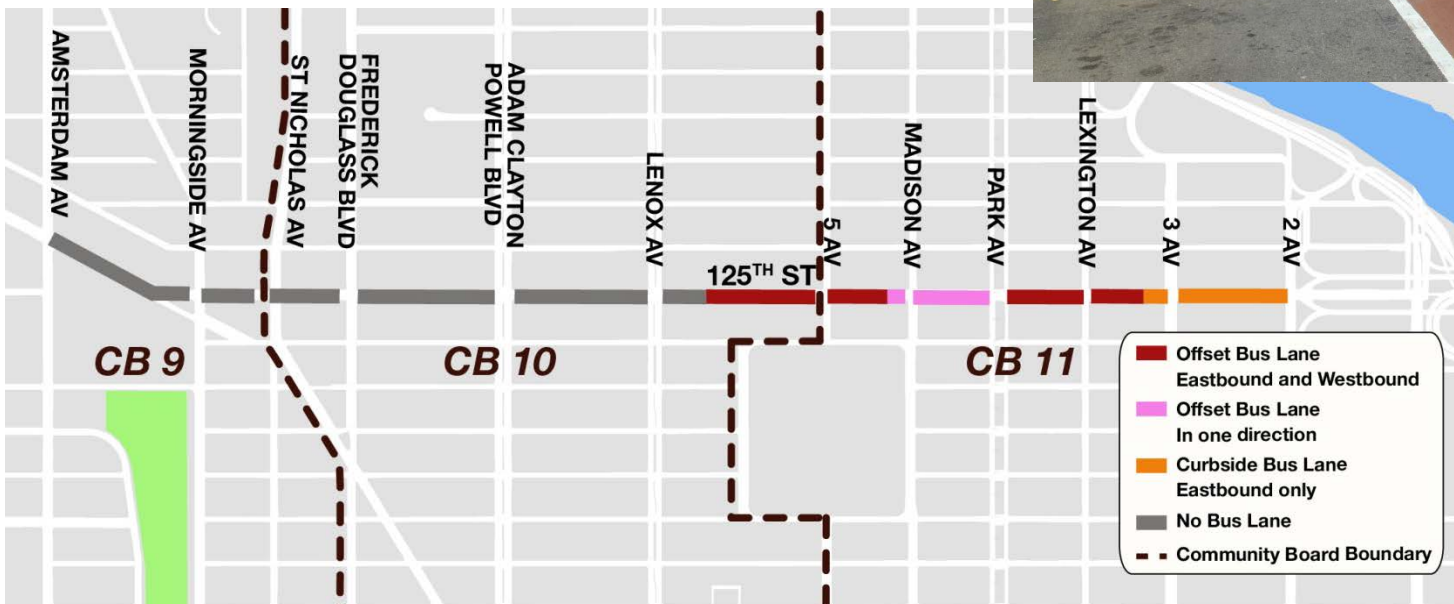 AMSTERDAM AV
MORNINGSIDE AV
ST NICHOLAS AV
FREDERICK
DOUGLASS BLVD
ADAM CLAYTON
POWELL BLVD
LENOX AV
125TH ST
5 AV
MADISON AV
PARK AV
LEXINGTON AV
3 AV
2 AV
CB 9
CB 10
CB 11
Offset Bus Lane
Eastbound and Westbound
Offset Bus Lane
In one direction
Curbside Bus Lane
Eastbound only
No Bus Lane
Community Board Boundary